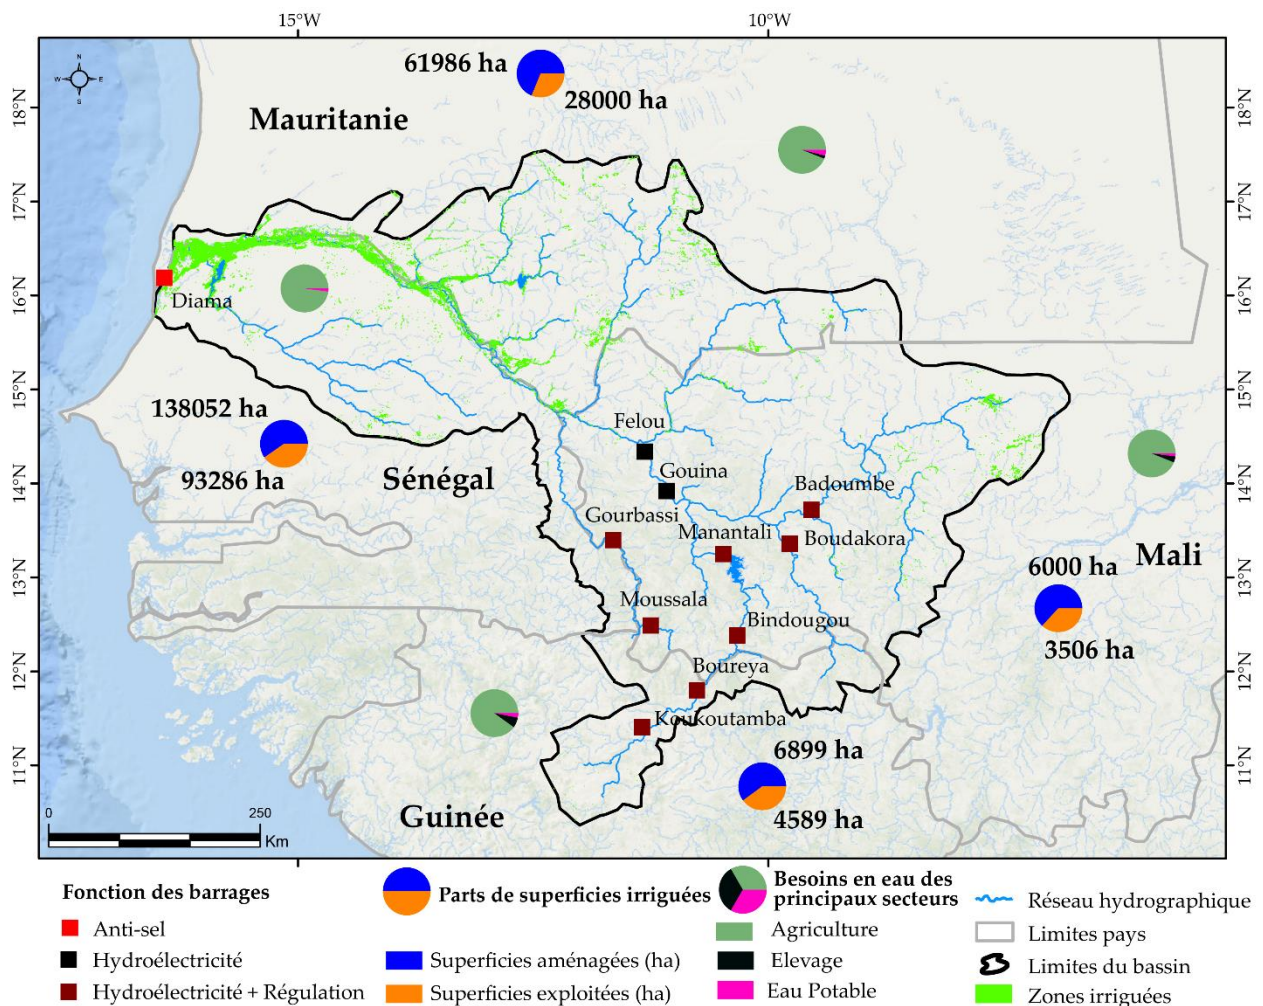 15°W
10°W
N
W
E
S
61986 ha
28000 ha
Mauritanie
18°N
18°N
17°N
17°N
16°N
16°N
Diama
15°N
15°N
138052 ha
93286 ha
Sénégal
Felou
Gouina
Badoumbe
14°N
14°N
Gourbassi
Manantali
Boudakora
Mali
6000 ha
3506 ha
13°N
13°N
Moussala
Bindougou
Boureya
12°N
12°N
Koukoutamba
6899 ha
4589 ha
11°N
11°N
Guinée
0
250
Km
Fonction des barrages
Anti-sel
Hydroélectricité
Hydroélectricité + Régulation
Parts de superficies irriguées
Superficies aménagées (ha)
Superficies exploitées (ha)
Besoins en eau des
principaux secteurs
Agriculture
Elevage
Eau Potable
Réseau hydrographique
Limites pays
Limites du bassin
Zones irriguées